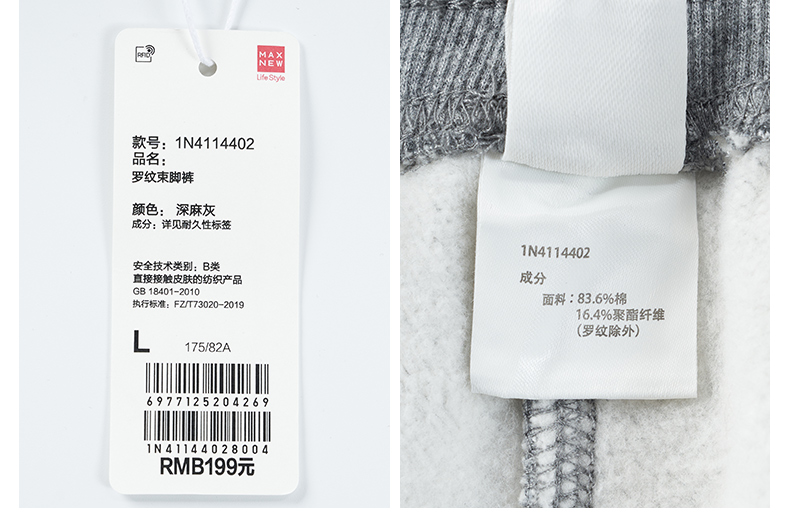 RFID
MAX
NEW
Life Style
款号：1N4114402
品名：
罗纹束脚裤
颜色：深麻灰
成分：详见耐久性标签
安全技术类别：B类
直接接触皮肤的纺织产品
GB 18401-2010
执行标准：FZ/T73020-2019
L 175/82A
6977125204269
1N41144028004
RMB199元
1N4114402
成分
面料：83.6%棉
16.4%聚酯纤维
（罗纹除外）